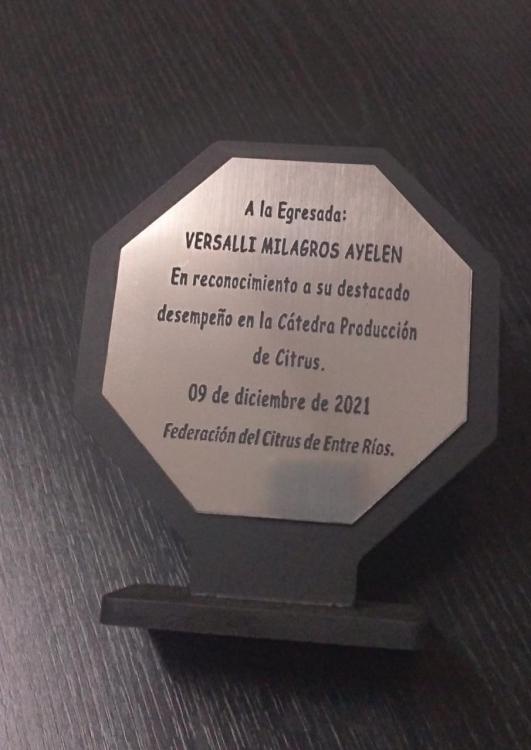 A la Egresada:
VERSALLI MILAGROS AYELEN
En reconocimiento a su destacado
desempeño en la Cátedra Producción
de Citrus.
09 de diciembre de 2021
Federación del Citrus de Entre Ríos.